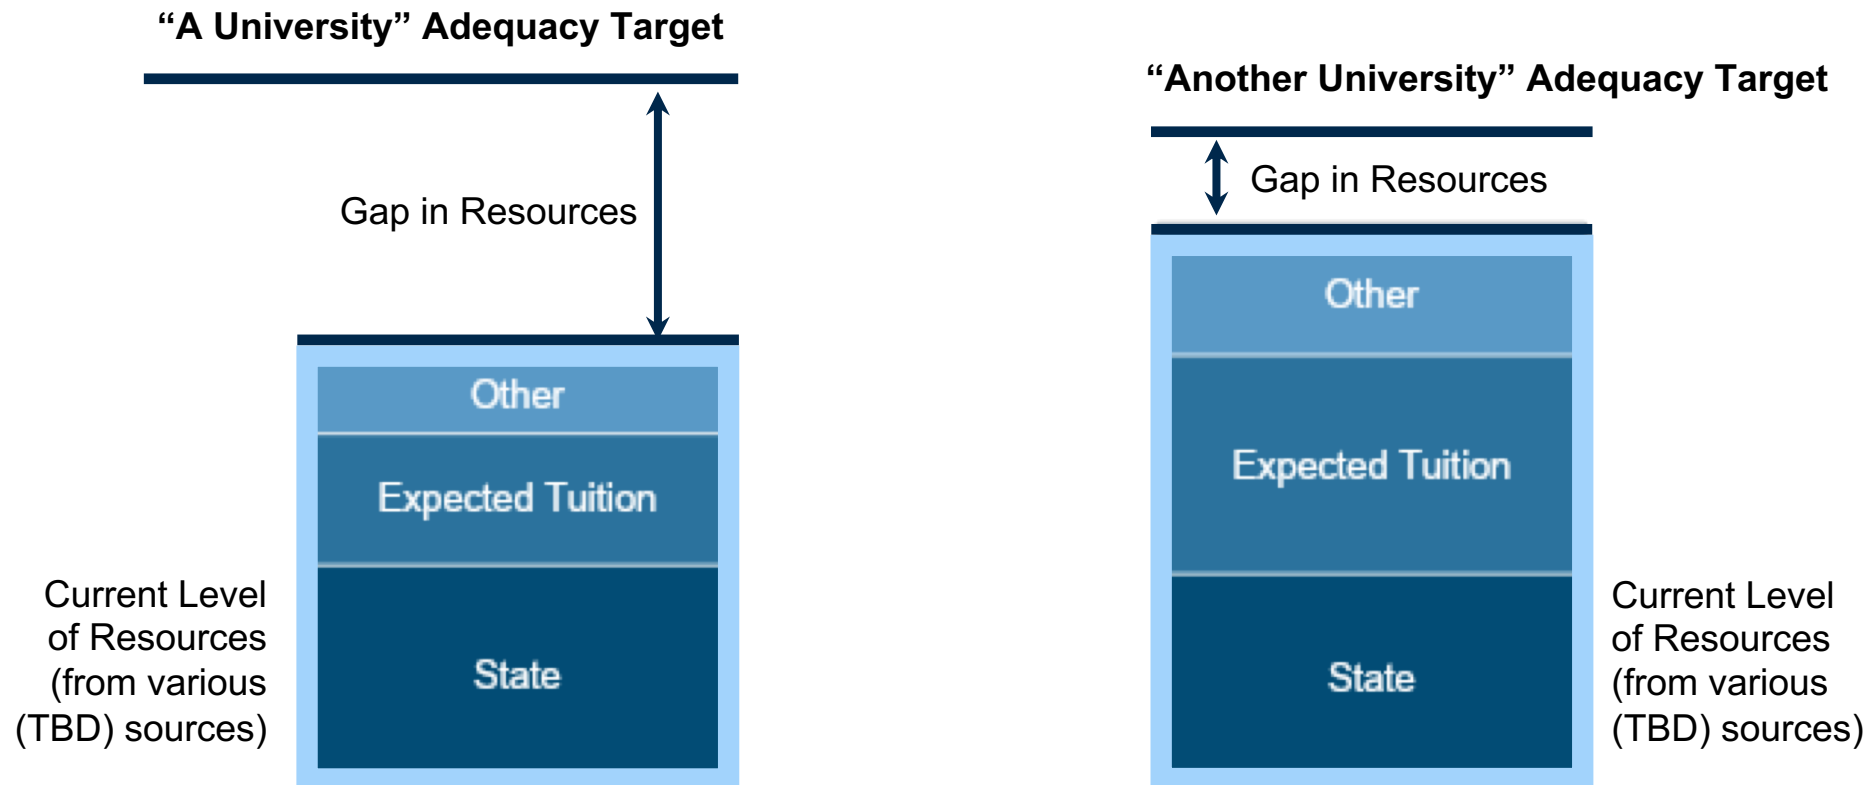 “A University” Adequacy Target
Gap in Resources
Other
Expected Tuition
State
Current Level
of Resources
(from various
(TBD) sources)
“Another University” Adequacy Target
Gap in Resources
Other
Expected Tuition
State
Current Level
of Resources
(from various
(TBD) sources)